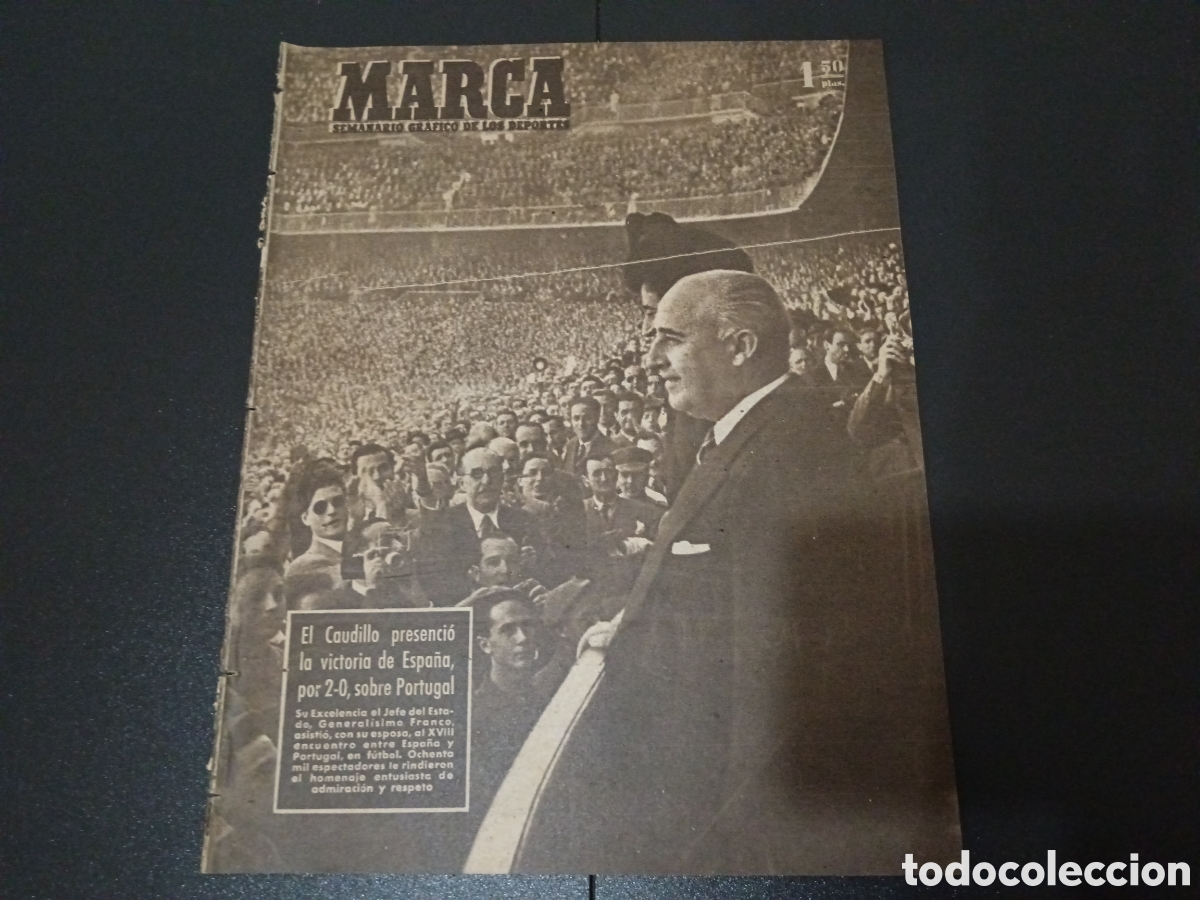 MARCA
SEMANARIO GRAFICO DE LOS DEPORTES
1 50
plas.
El Caudillo presenció
la victoria de España,
por 2-0, sobre Portugal
Su Excelencia el Jefe del Esta-
do, Generalísimo Franco,
asistió, con su esposa, al XVIII
encuentro entre España y
Portugal, en fútbol. Ochenta
mil espectadores le rindieron
el homenaje entusiasta de
admiración y respeto
todocoleccion